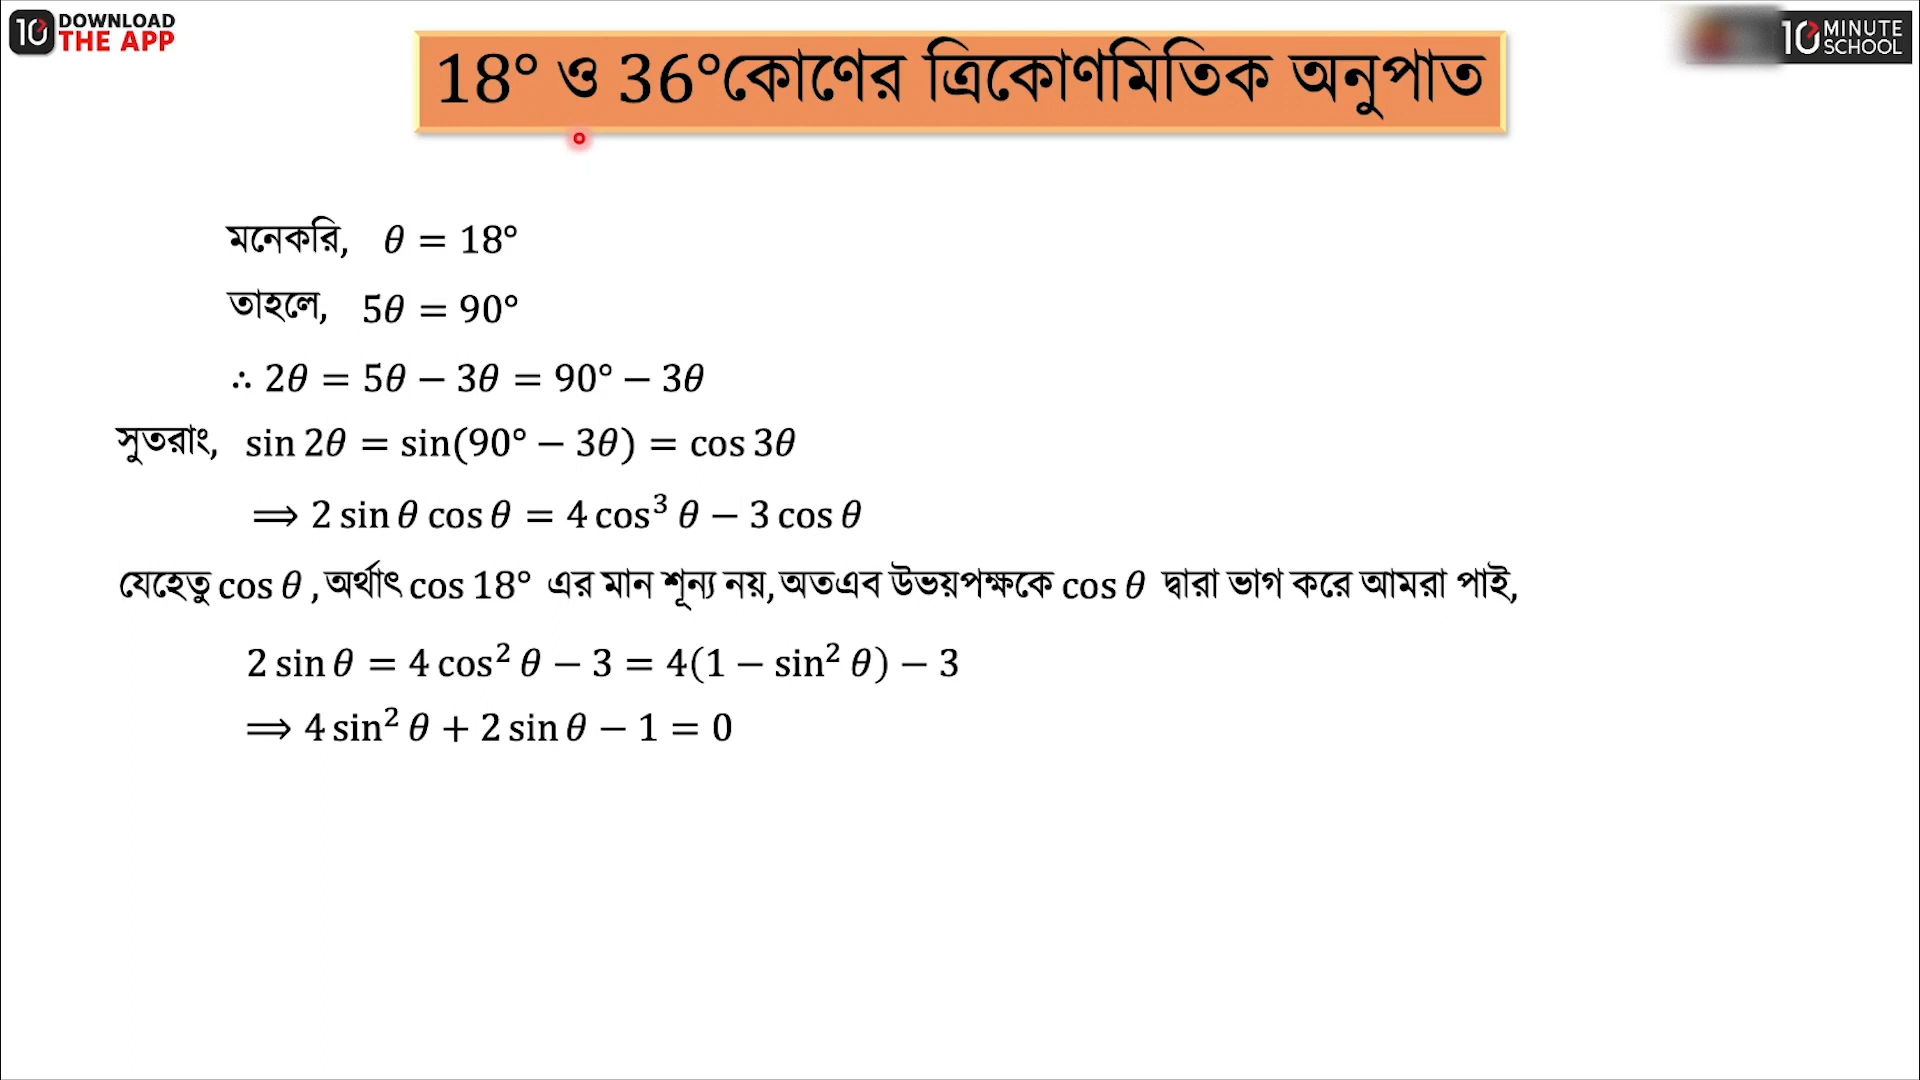 DOWNLOAD
THE APP
10 MINUTE
SCHOOL
18° ও 36°কোণের ত্রিকোণমিতিক অনুপাত
মনেকরি, θ = 18°
তাহলে, 5θ = 90°
∴ 2θ = 5θ − 3θ = 90° − 3θ
সুতরাং, sin 2θ = sin(90° − 3θ) = cos 3θ
⟹ 2 sin θ cos θ = 4 cos³ θ − 3 cos θ
যেহেতু cos θ , অর্থাৎ cos 18° এর মান শূন্য নয়, অতএব উভয়পক্ষকে cos θ দ্বারা ভাগ করে আমরা পাই,
2 sin θ = 4 cos² θ − 3 = 4(1 − sin² θ) − 3
⟹ 4 sin² θ + 2 sin θ − 1 = 0